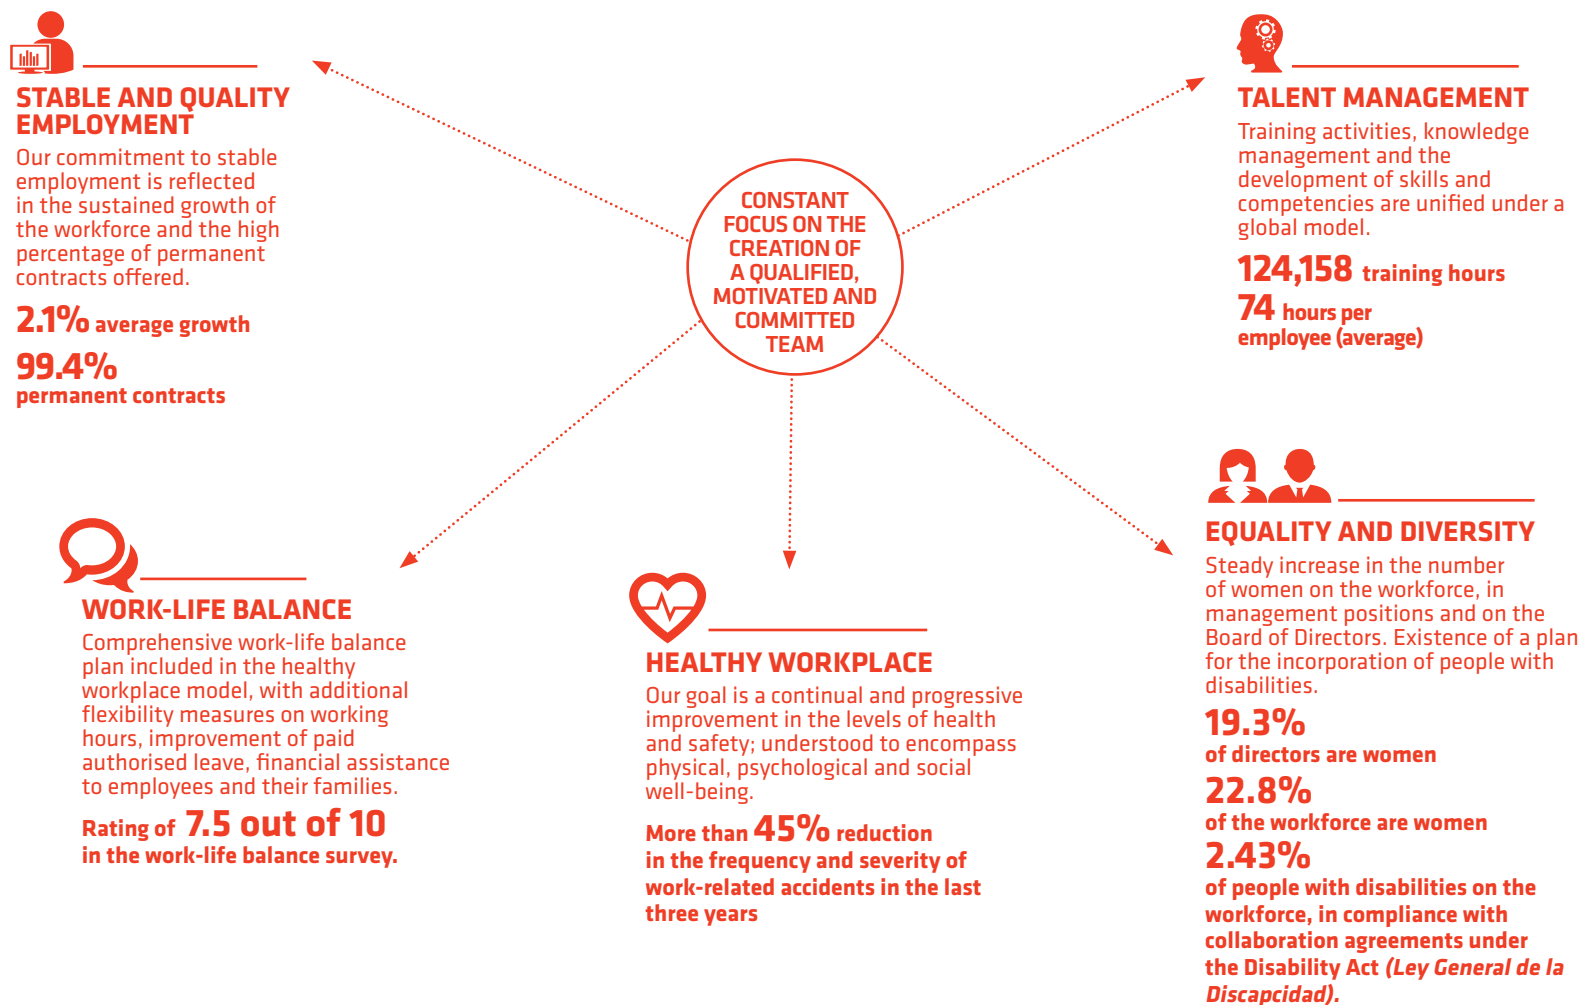 STABLE AND QUALITY
EMPLOYMENT
Our commitment to stable
employment is reflected
in the sustained growth of
the workforce and the high
percentage of permanent
contracts offered.
2.1% average growth
99.4%
permanent contracts
CONSTANT
FOCUS ON THE
CREATION OF
A QUALIFIED,
MOTIVATED AND
COMMITTED
TEAM
TALENT MANAGEMENT
Training activities, knowledge
management and the
development of skills and
competencies are unified under a
global model.
124,158 training hours
74 hours per
employee (average)
WORK-LIFE BALANCE
Comprehensive work-life balance
plan included in the healthy
workplace model, with additional
flexibility measures on working
hours, improvement of paid
authorised leave, financial assistance
to employees and their families.
Rating of 7.5 out of 10
in the work-life balance survey.
HEALTHY WORKPLACE
Our goal is a continual and progressive
improvement in the levels of health
and safety; understood to encompass
physical, psychological and social
well-being.
More than 45% reduction
in the frequency and severity of
work-related accidents in the last
three years
EQUALITY AND DIVERSITY
Steady increase in the number
of women on the workforce, in
management positions and on the
Board of Directors. Existence of a plan
for the incorporation of people with
disabilities.
19.3%
of directors are women
22.8%
of the workforce are women
2.43%
of people with disabilities on the
workforce, in compliance with
collaboration agreements under
the Disability Act (Ley General de la
Discapcidad).